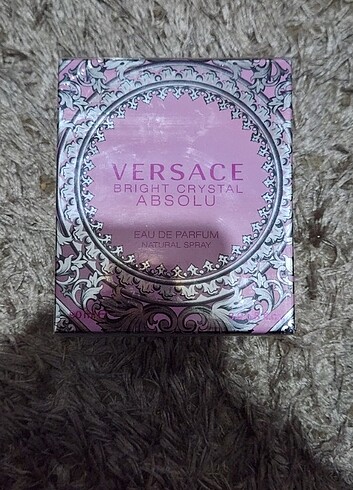 VERSACE
BRIGHT CRYSTAL
ABSOLU
EAU DE PARFUM
NATURAL SPRAY